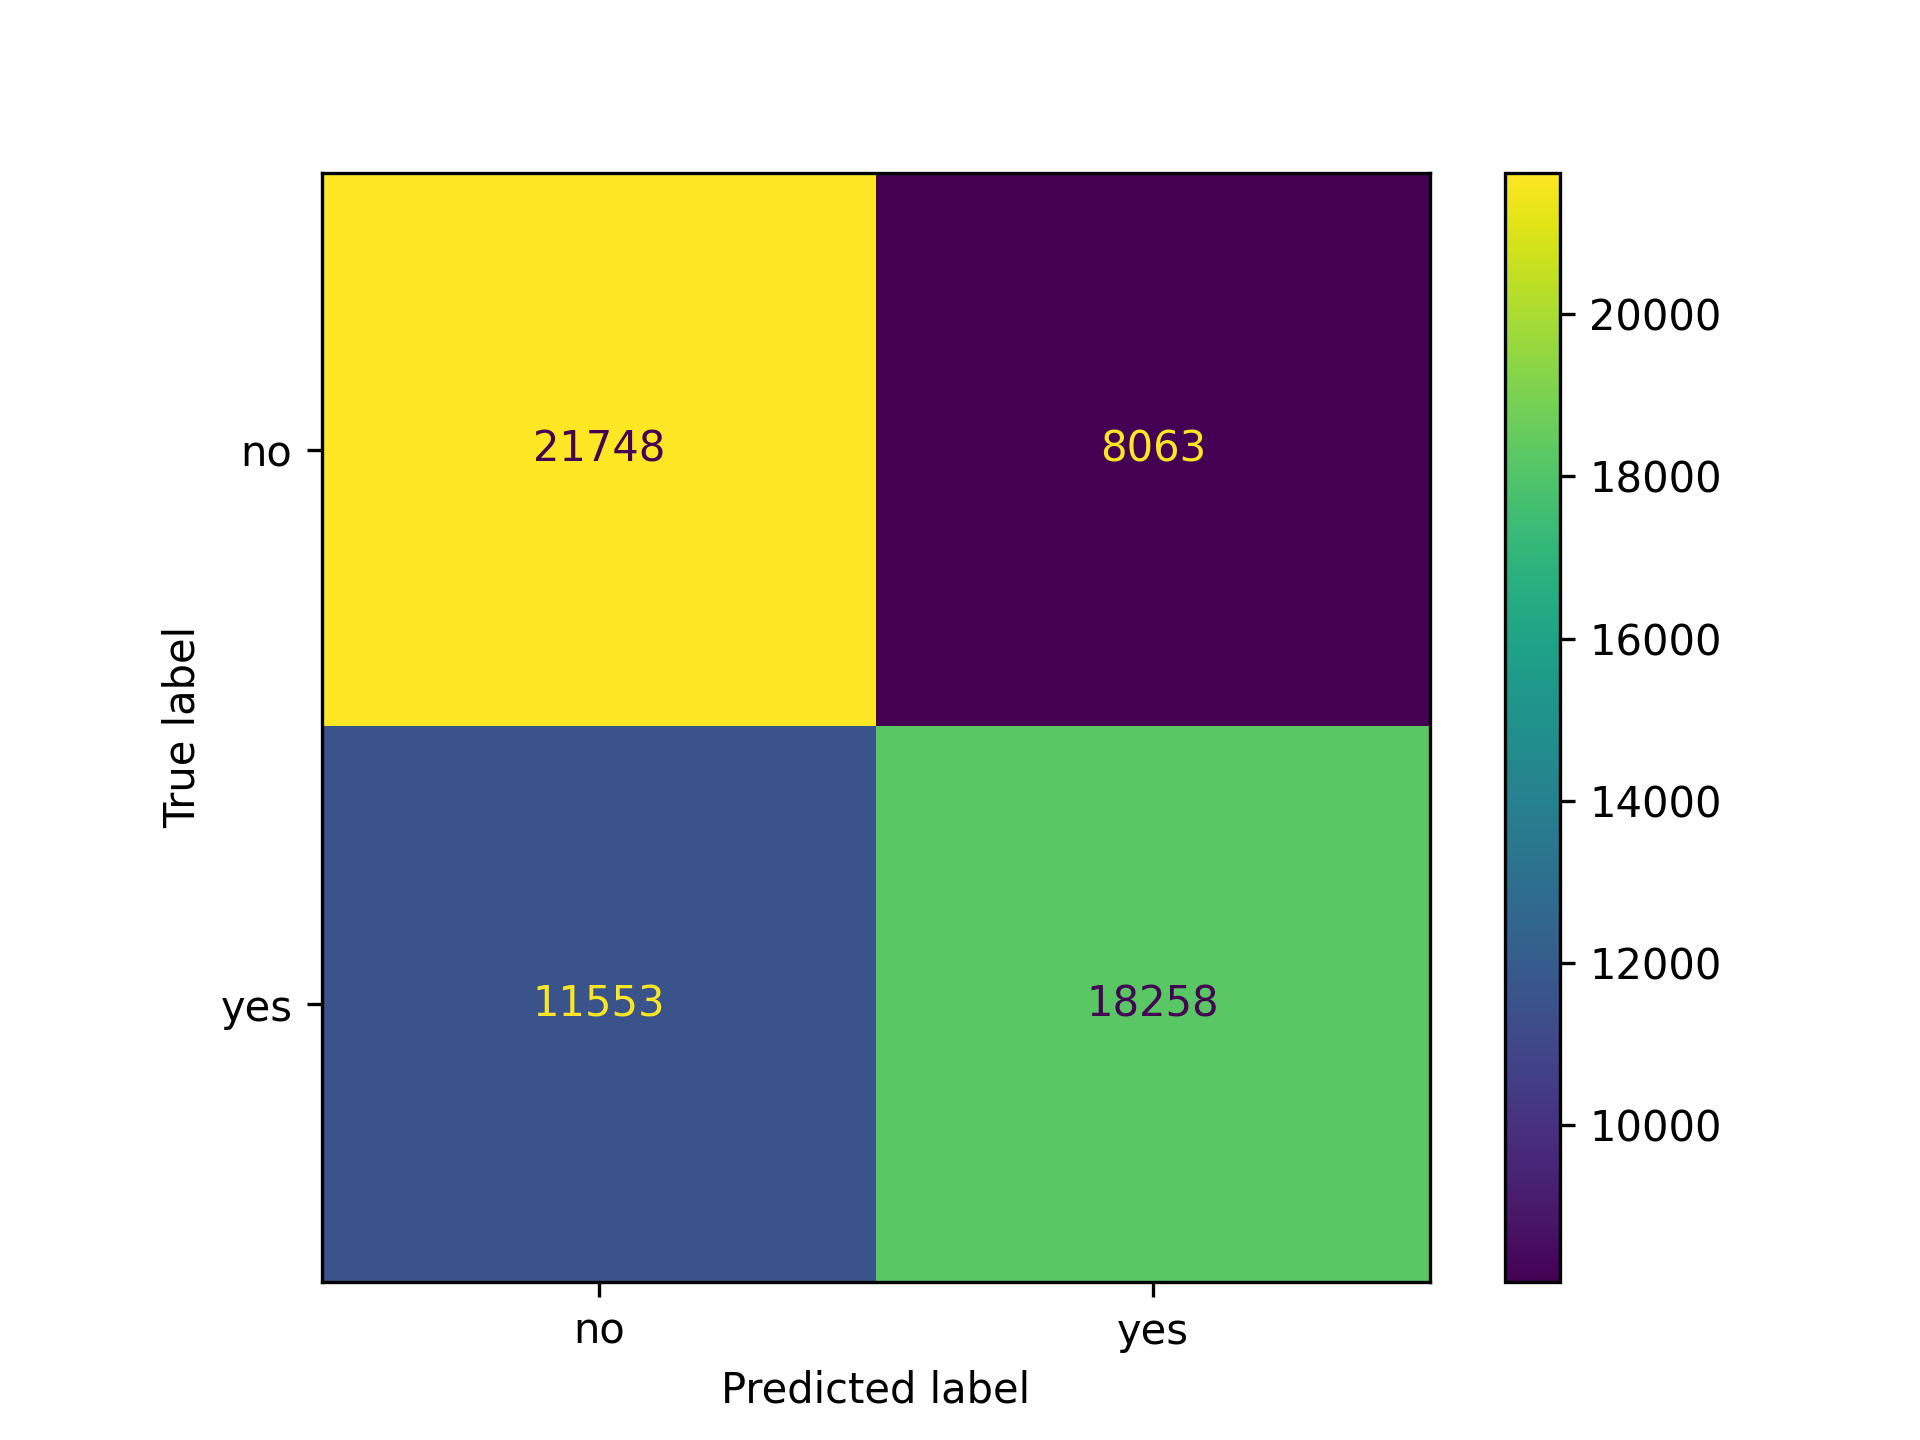 no
21748
8063
yes
11553
18258
no
yes
Predicted label
True label
20000
18000
16000
14000
12000
10000